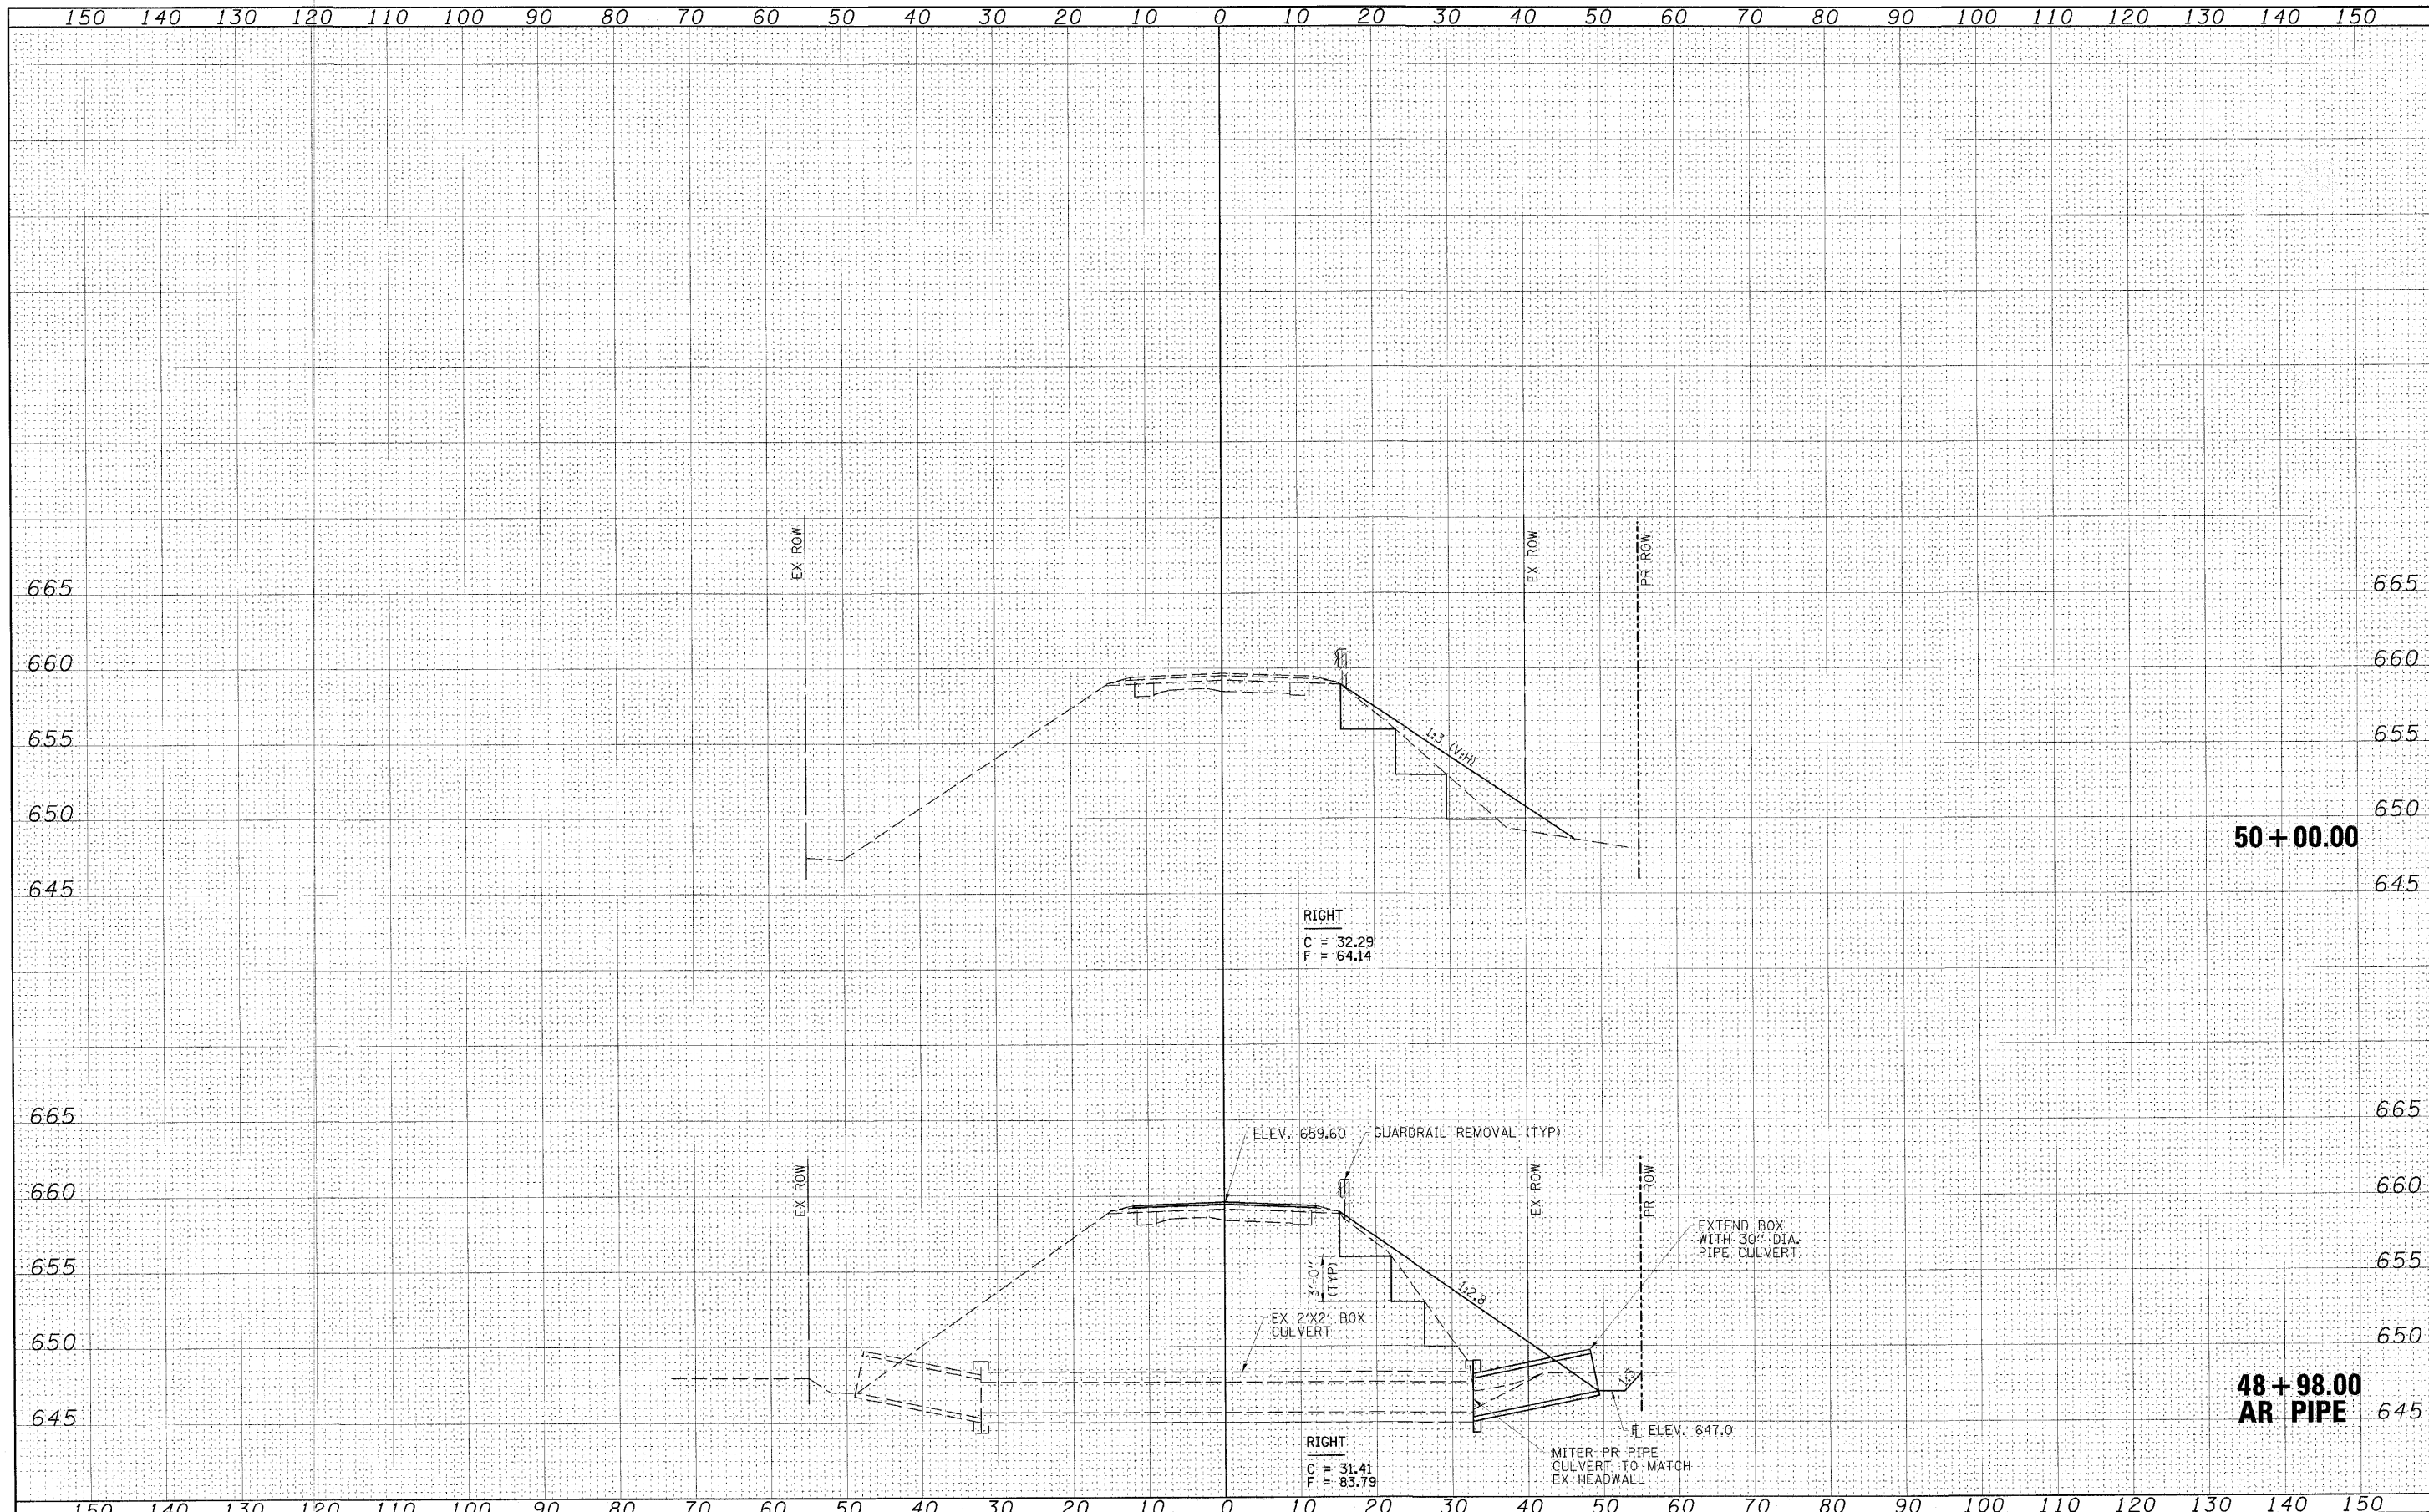 150 140 130 120 110 100 90 80 70 60 50 40 30 20 10 0 10 20 30 40 50 60 70 80 90 100 110 120 130 140 150
EX ROW
EX ROW
PR ROW
665 665
660 660
655 655
1:3 (V:H)
650 650
50+00.00
645 645
RIGHT
C = 32.29
F = 64.14
665 665
ELEV. 659.60 GUARDRAIL REMOVAL (TYP)
EX ROW
EX ROW
PR ROW
660 660
EXTEND BOX
WITH 30" DIA.
PIPE CULVERT
655 655
3'-0"
(TYP)
1:2.8
EX 2'X2' BOX
CULVERT
650 650
1:3
48+98.00
AR PIPE
645 645
FL ELEV. 647.0
RIGHT
C = 31.41
F = 83.79
MITER PR PIPE
CULVERT TO MATCH
EX HEADWALL
150 140 130 120 110 100 90 80 70 60 50 40 30 20 10 0 10 20 30 40 50 60 70 80 90 100 110 120 130 140 150